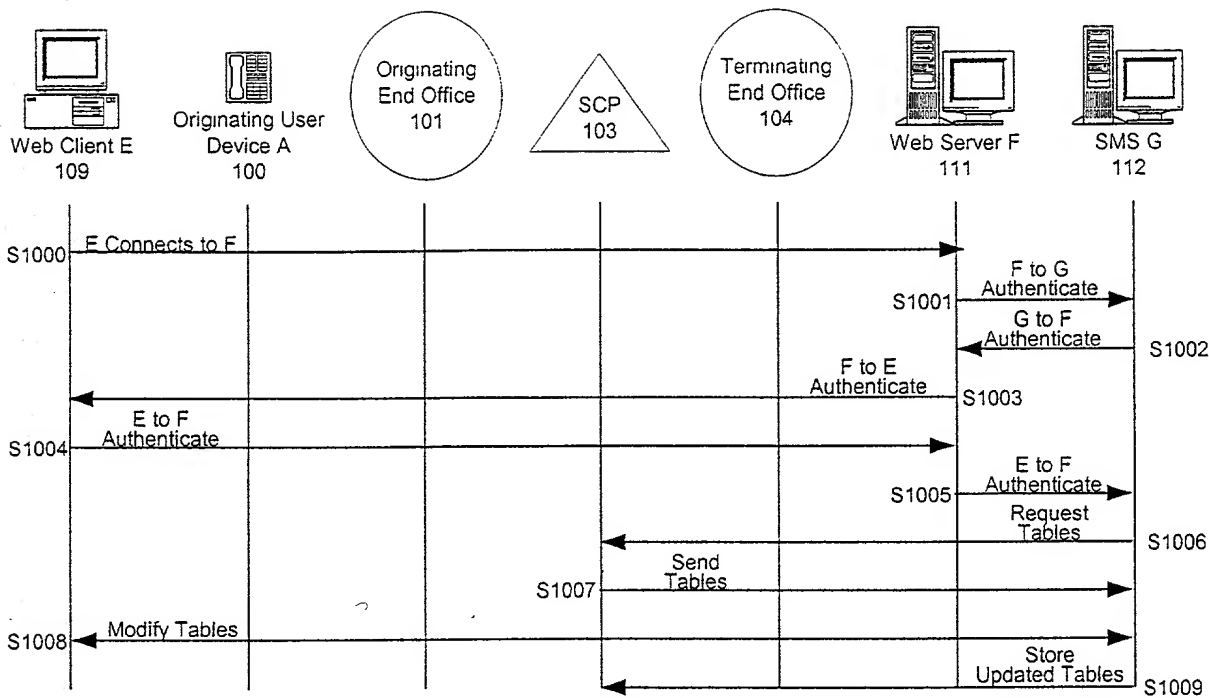 Originating
End Office
101
SCP
103
Terminating
End Office
104
Web Client E
109
Originating User
Device A
100
Web Server F
111
SMS G
112
S1000
E Connects to F
F to G
Authenticate
S1001
G to F
Authenticate
S1002
F to E
Authenticate
S1003
E to F
Authenticate
S1004
E to F
Authenticate
S1005
Request
Tables
S1006
Send
Tables
S1007
Modify Tables
S1008
Store
Updated Tables
S1009